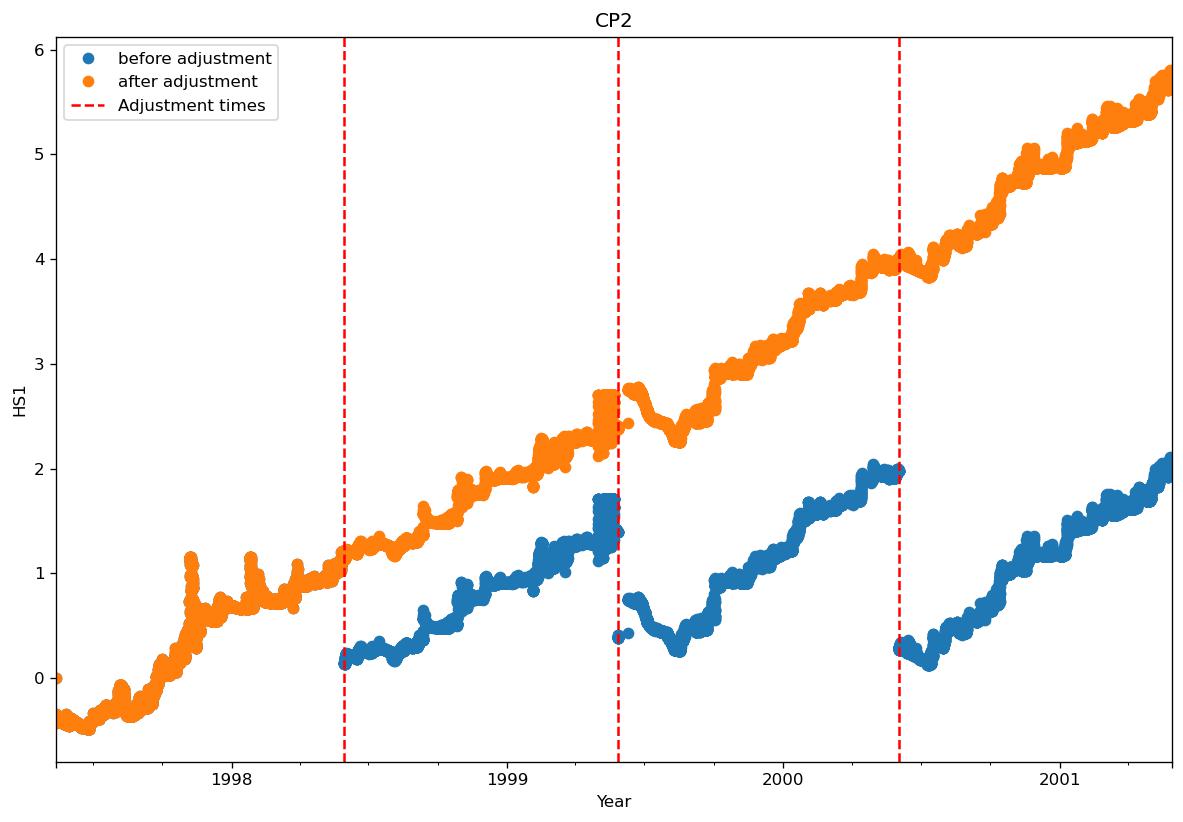 CP2
before adjustment
after adjustment
Adjustment times
6
5
4
3
2
1
0
HS1
1998
1999
2000
2001
Year